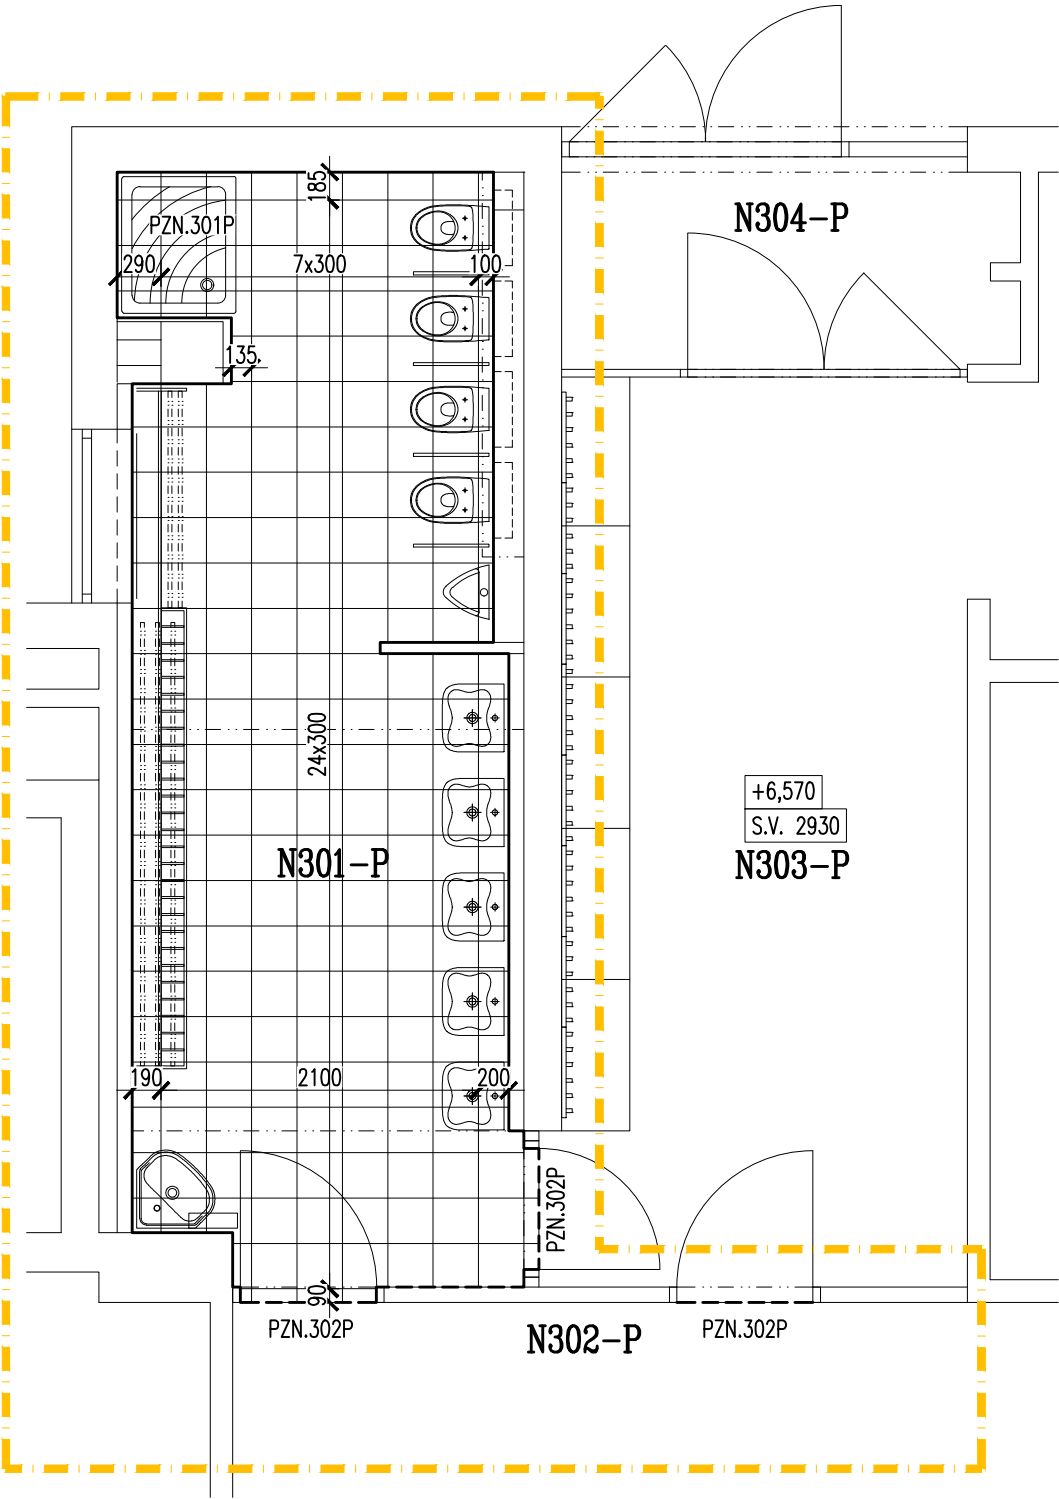 185
N304-P
PZN.301P
290
7x300
100
135
24x300
+6,570
S.V. 2930
N301-P
N303-P
190
2100
200
PZN.302P
90
PZN.302P
N302-P
PZN.302P